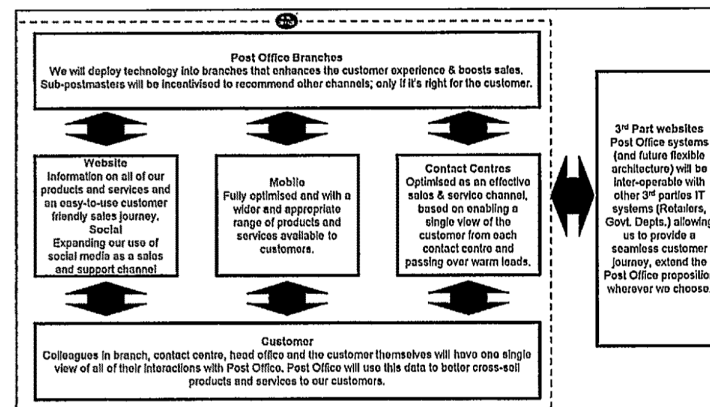 Post Office Branches
We will deploy technology into branches that enhances the customer experience & boosts sales.
Sub-postmasters will be incentivised to recommend other channels; only if it's right for the customer.
Website
Information on all of our
products and services and
an easy-to-use customer
friendly sales journey.
Social
Expanding our use of
social media as a sales
and support channel
Mobile
Fully optimised and with a
wider and appropriate
range of products and
services available to
customers.
Contact Centres
Optimised as an effective
sales & service channel,
based on enabling a
single view of the
customer from each
contact centre and
passing over warm leads.
3rd Part websites
Post Office systems
(and future flexible
architecture) will be
inter-operable with
other 3rd parties IT
systems (Retailers,
Govt. Depts.) allowing
us to provide a
seamless customer
journey, extend the
Post Office proposition
wherever we choose.
Customer
Colleagues in branch, contact centre, head office and the customer themselves will have one single
view of all of their interactions with Post Office. Post Office will use this data to better cross-sell
products and services to our customers.